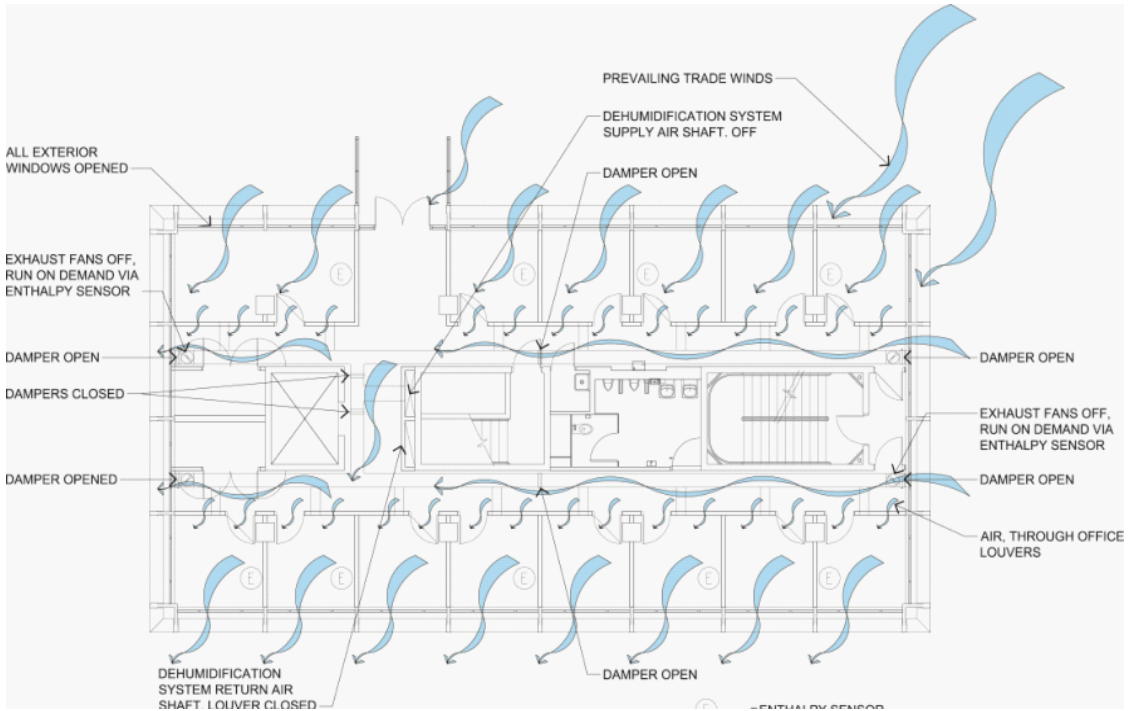 PREVAILING TRADE WINDS
DEHUMIDIFICATION SYSTEM
SUPPLY AIR SHAFT. OFF
ALL EXTERIOR
WINDOWS OPENED
DAMPER OPEN
E
E
E
E
EXHAUST FANS OFF,
RUN ON DEMAND VIA
ENTHALPY SENSOR
DAMPER OPEN
DAMPER OPEN
DAMPERS CLOSED
EXHAUST FANS OFF,
RUN ON DEMAND VIA
ENTHALPY SENSOR
DAMPER OPENED
DAMPER OPEN
AIR, THROUGH OFFICE
LOUVERS
E
E
E
E
E
DEHUMIDIFICATION
SYSTEM RETURN AIR
SHAFT. LOUVER CLOSED
DAMPER OPEN
E
=ENTHALPY SENSOR